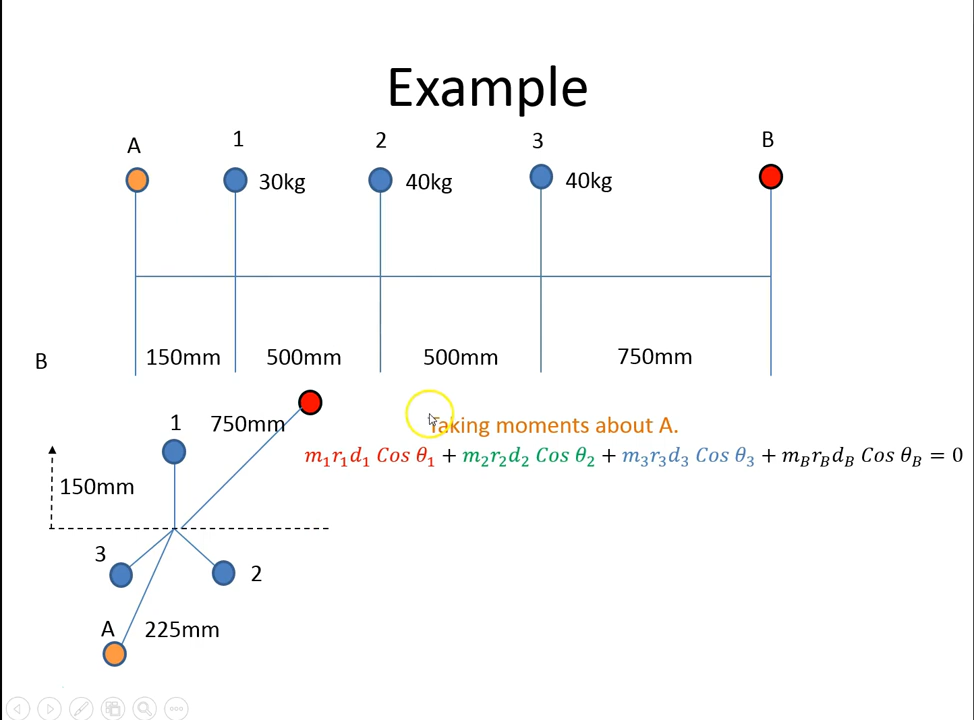 Example
A 1 2 3 B
30kg 40kg 40kg
150mm 500mm 500mm 750mm
B
1 750mm
Taking moments about A.
m₁r₁d₁ Cos θ₁ + m₂r₂d₂ Cos θ₂ + m₃r₃d₃ Cos θ₃ + m_B r_B d_B Cos θ_B = 0
150mm
3
2
A 225mm